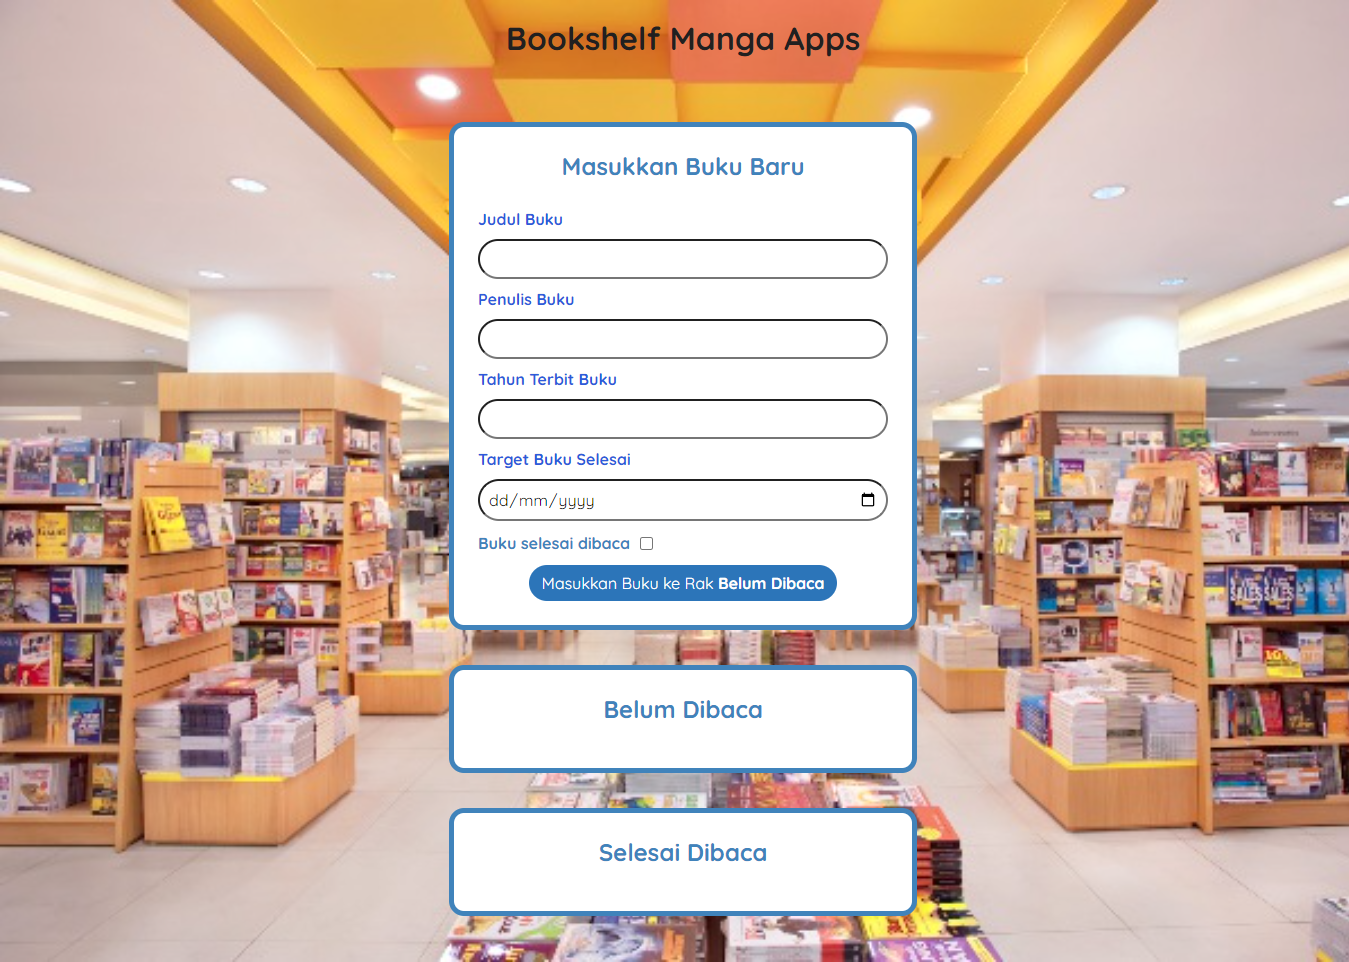 Bookshelf Manga Apps
Masukkan Buku Baru
Judul Buku
Penulis Buku
Tahun Terbit Buku
Target Buku Selesai
dd/mm/yyyy
Buku selesai dibaca
Masukkan Buku ke Rak Belum Dibaca
Belum Dibaca
Selesai Dibaca